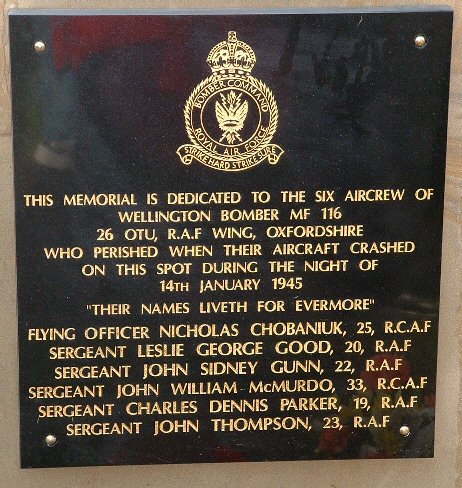 BOMBER COMMAND
ROYAL AIR FORCE
STRIKE HARD STRIKE SURE
THIS MEMORIAL IS DEDICATED TO THE SIX AIRCREW OF
WELLINGTON BOMBER MF 116
26 OTU, R.A.F WING, OXFORDSHIRE
WHO PERISHED WHEN THEIR AIRCRAFT CRASHED
ON THIS SPOT DURING THE NIGHT OF
14TH JANUARY 1945
"THEIR NAMES LIVETH FOR EVERMORE"
FLYING OFFICER NICHOLAS CHOBANIUK, 25, R.C.A.F
SERGEANT LESLIE GEORGE GOOD, 20, R.A.F
SERGEANT JOHN SIDNEY GUNN, 22, R.A.F
SERGEANT JOHN WILLIAM McMURDO, 33, R.C.A.F
SERGEANT CHARLES DENNIS PARKER, 19, R.A.F
SERGEANT JOHN THOMPSON, 23, R.A.F